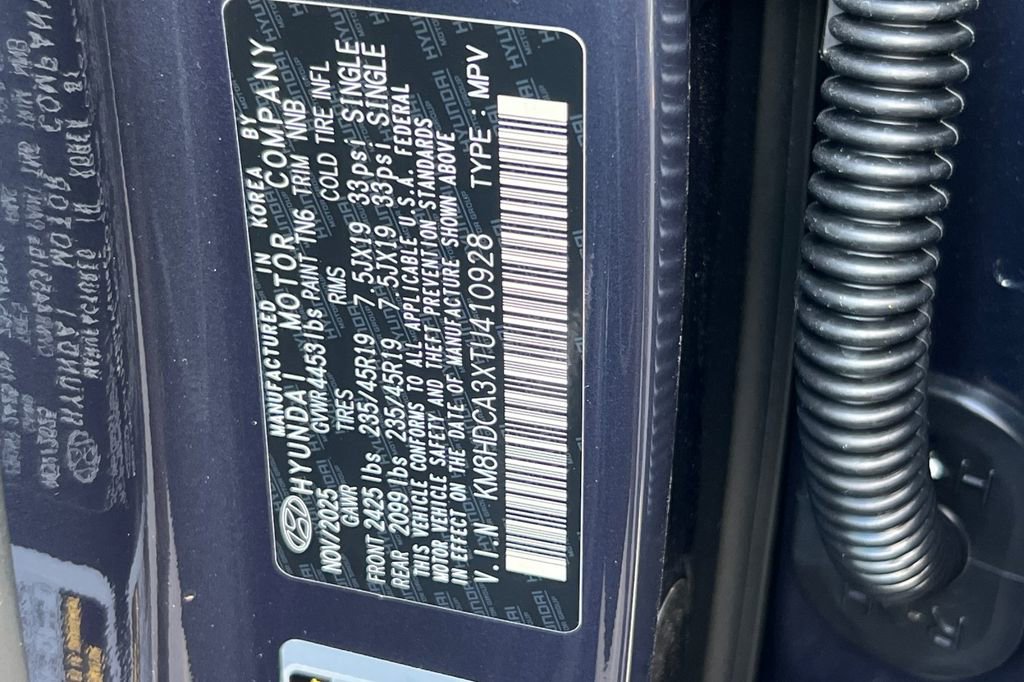 MANUFACTURED IN KOREA BY
HYUNDAI MOTOR COMPANY
NOV/2025 GVWR 4453lbs PAINT TN6 TRIM NNB
GAWR TIRES RIMS COLD TIRE INFL
FRONT 2425 lbs. 235/45R19 7.5JX19 33psi SINGLE
REAR 2099 lbs 235/45R19 7.5JX19 33psi. SINGLE
THIS VEHICLE CONFORMS TO ALL APPLICABLE U.S.A. FEDERAL
MOTOR VEHICLE SAFETY AND THEFT PREVENTION STANDARDS
IN EFFECT ON THE DATE OF MANUFACTURE SHOWN ABOVE
V.I.N KM8HDCA3XTU410928 TYPE : MPV